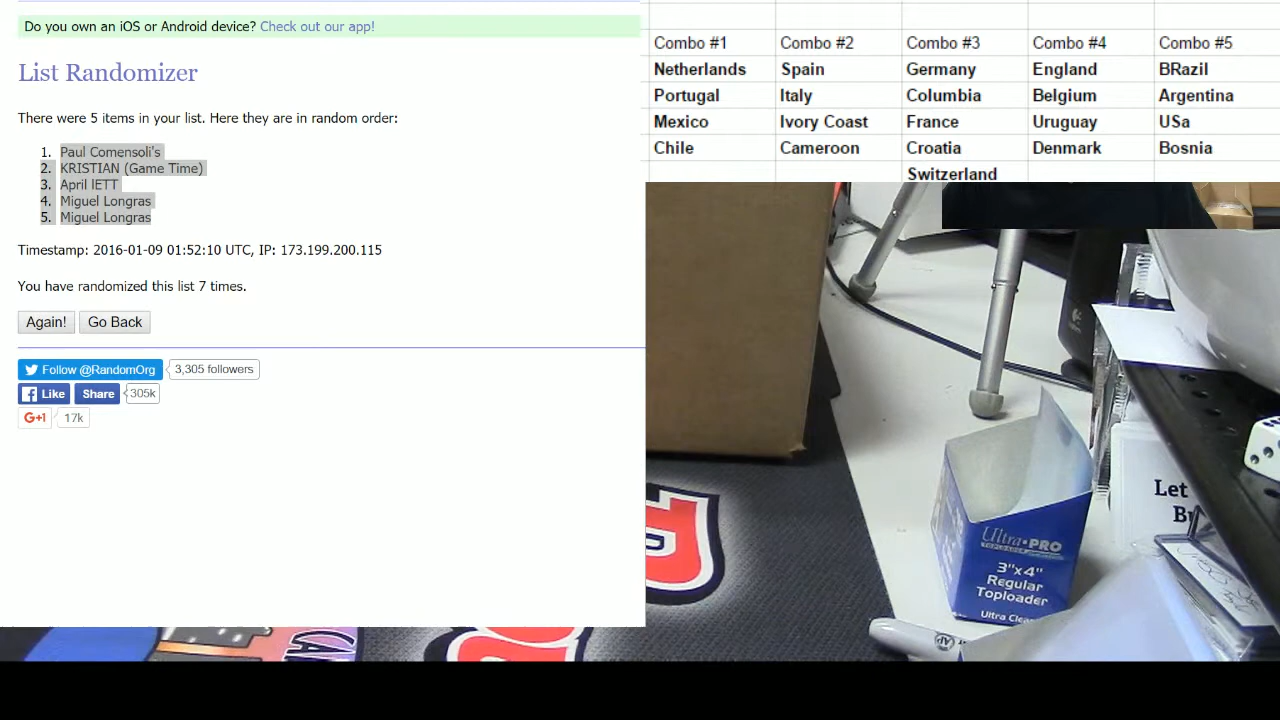 Do you own an iOS or Android device? Check out our app!
List Randomizer
There were 5 items in your list. Here they are in random order:
1. Paul Comensoli's
2. KRISTIAN (Game Time)
3. April lETT
4. Miguel Longras
5. Miguel Longras
Timestamp: 2016-01-09 01:52:10 UTC, IP: 173.199.200.115
You have randomized this list 7 times.
Again! Go Back
Follow @RandomOrg 3,305 followers
Like Share 305k
G+1 17k
Combo #1 Combo #2 Combo #3 Combo #4 Combo #5
Netherlands Spain Germany England BRazil
Portugal Italy Columbia Belgium Argentina
Mexico Ivory Coast France Uruguay USa
Chile Cameroon Croatia Denmark Bosnia
Switzerland
Let
Ultra•PRO
TOPLOADER
3"x4"
Regular
Toploader
Ultra Clear
AP